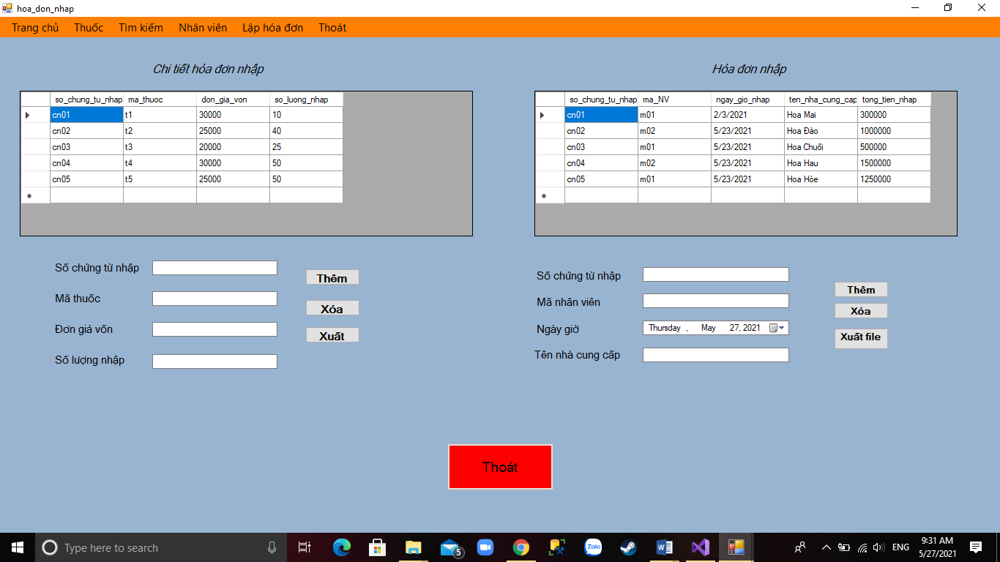 hoa_don_nhap
Trang chủ Thuốc Tìm kiếm Nhân viên Lập hóa đơn Thoát
Chi tiết hóa đơn nhập
so_chung_tu_nhap ma_thuoc don_gia_von so_luong_nhap
cn01 t1 30000 10
cn02 t2 25000 40
cn03 t3 20000 25
cn04 t4 30000 50
cn05 t5 25000 50
Số chứng từ nhập
Mã thuốc
Đơn giá vốn
Số lượng nhập
Thêm
Xóa
Xuất
Hóa đơn nhập
so_chung_tu_nhap ma_NV ngay_gio_nhap ten_nha_cung_cap tong_tien_nhap
cn01 m01 2/3/2021 Hoa Mai 300000
cn02 m02 5/23/2021 Hoa Đào 1000000
cn03 m01 5/23/2021 Hoa Chuối 500000
cn04 m02 5/23/2021 Hoa Hau 1500000
cn05 m01 5/23/2021 Hoa Hòe 1250000
Số chứng từ nhập
Mã nhân viên
Ngày giờ Thursday , May 27, 2021
Tên nhà cung cấp
Thêm
Xóa
Xuất file
Thoát
Type here to search
5
Zalo
ENG
9:31 AM
5/27/2021